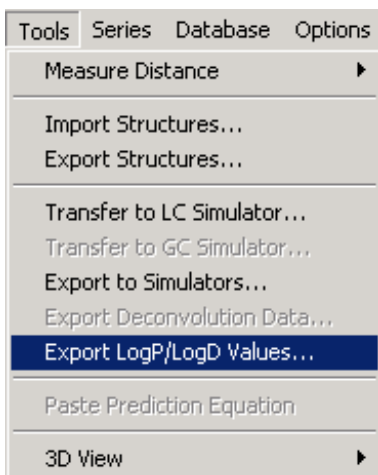 Tools Series Database Options
Measure Distance
Import Structures...
Export Structures...
Transfer to LC Simulator...
Transfer to GC Simulator...
Export to Simulators...
Export Deconvolution Data...
Export LogP/LogD Values...
Paste Prediction Equation
3D View